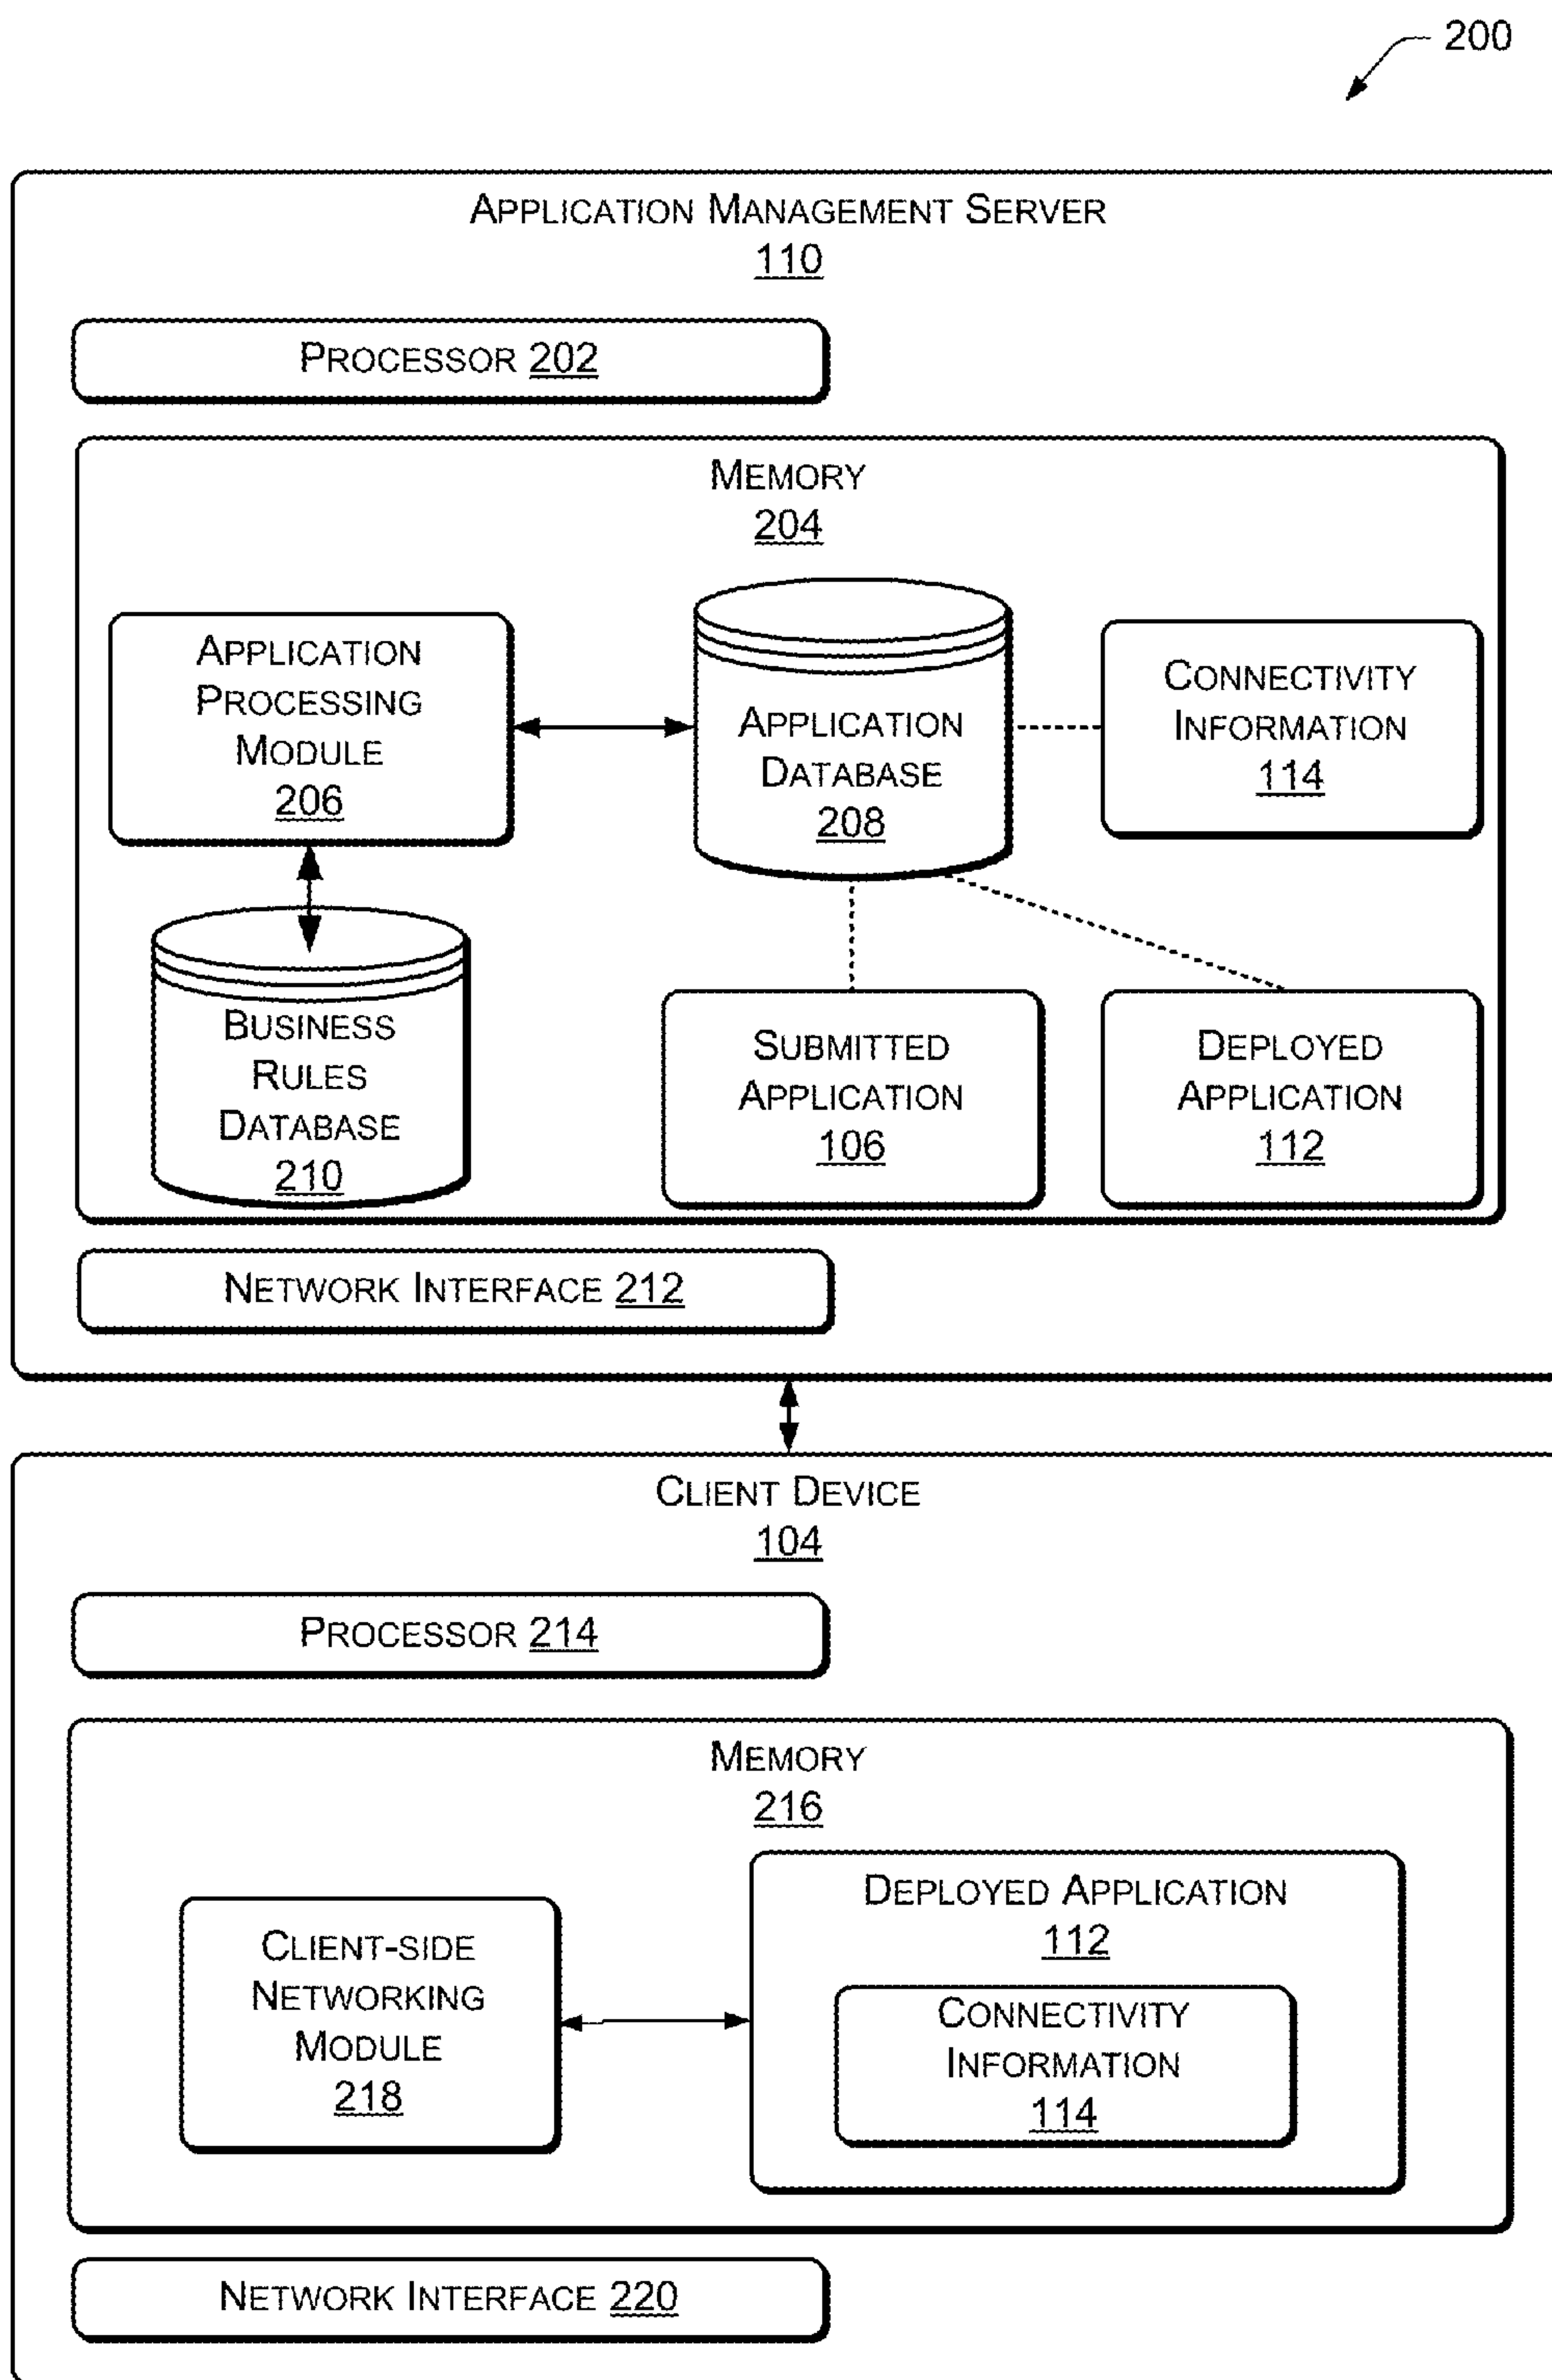 200
APPLICATION MANAGEMENT SERVER
110
PROCESSOR 202
MEMORY
204
APPLICATION
PROCESSING
MODULE
206
APPLICATION
DATABASE
208
CONNECTIVITY
INFORMATION
114
BUSINESS
RULES
DATABASE
210
SUBMITTED
APPLICATION
106
DEPLOYED
APPLICATION
112
NETWORK INTERFACE 212
CLIENT DEVICE
104
PROCESSOR 214
MEMORY
216
CLIENT-SIDE
NETWORKING
MODULE
218
DEPLOYED APPLICATION
112
CONNECTIVITY
INFORMATION
114
NETWORK INTERFACE 220